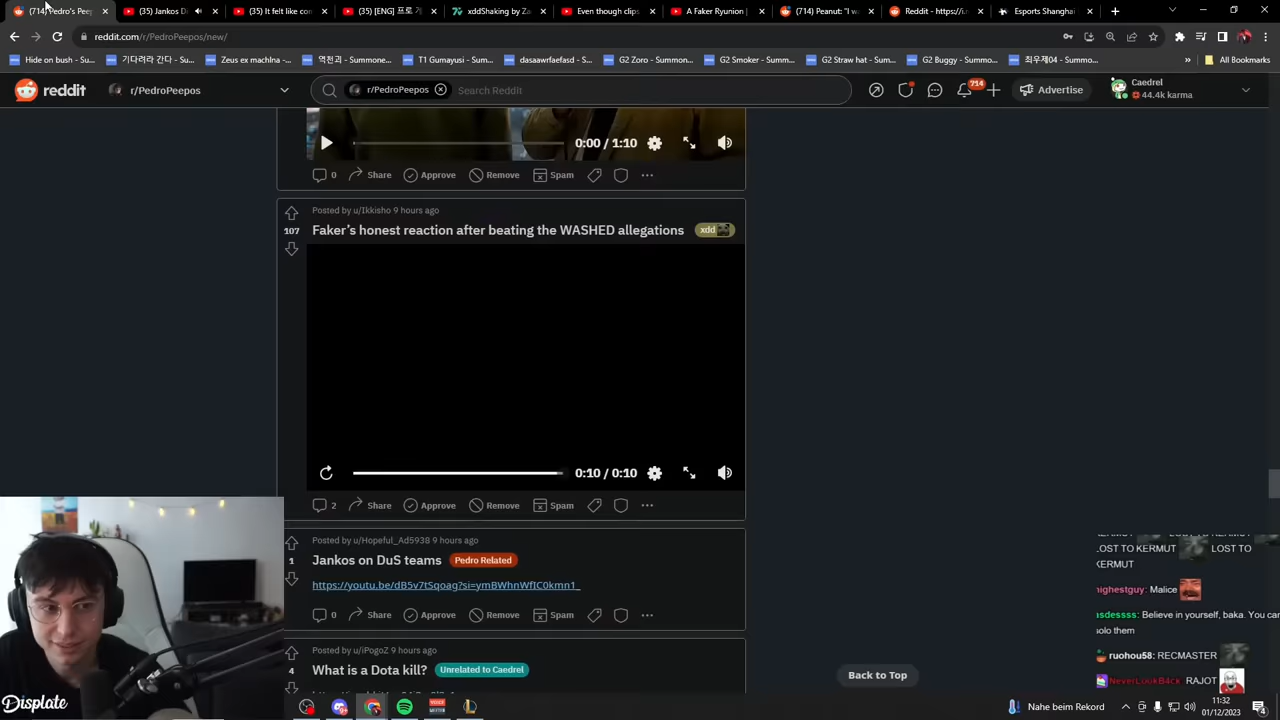 (714) Pedro's Pee
(35) Jankos D
(35) It felt like co
(35) [ENG] 프로
xddShaking by Z
Even though clips
A Faker Ryunion
(714) Peanut: "I w
Reddit - https://i.r
Esports Shanghai
reddit.com/r/PedroPeepos/new/
Hide on bush - Su...
기다려라 간다 - Su...
Zeus ex machIna - ...
역천괴 - Summone...
T1 Gumayusi - Sum...
dasaawrfaefasd - S...
G2 Zoro - Summon...
G2 Smoker - Summ...
G2 Straw hat - Sum...
G2 Buggy - Summo...
최우제04 - Summo...
»
All Bookmarks
reddit
r/PedroPeepos
r/PedroPeepos
Search Reddit
714
Advertise
Caedrel
44.4k karma
0:00 / 1:10
0 Share Approve Remove Spam ...
Posted by u/Ikkisho 9 hours ago
107
Faker's honest reaction after beating the WASHED allegations
xdd
0:10 / 0:10
2 Share Approve Remove Spam ...
Posted by u/Hopeful_Ad5938 9 hours ago
1
Jankos on DuS teams
Pedro Related
https://youtu.be/dB5v7tSqoag?si=ymBWhnWfIC0kmn1_
0 Share Approve Remove Spam ...
Posted by u/iPogoZ 9 hours ago
4
What is a Dota kill?
Unrelated to Caedrel
Back to Top
LOST TO KERMUT LOST TO
KERMUT
highestguy: Malice
asdessss: Believe in yourself, baka. You can
solo them
ruohou58: RECMASTER
NeverLookB4ck RAJOT
Displate
Nahe beim Rekord
11:32
01/12/2023